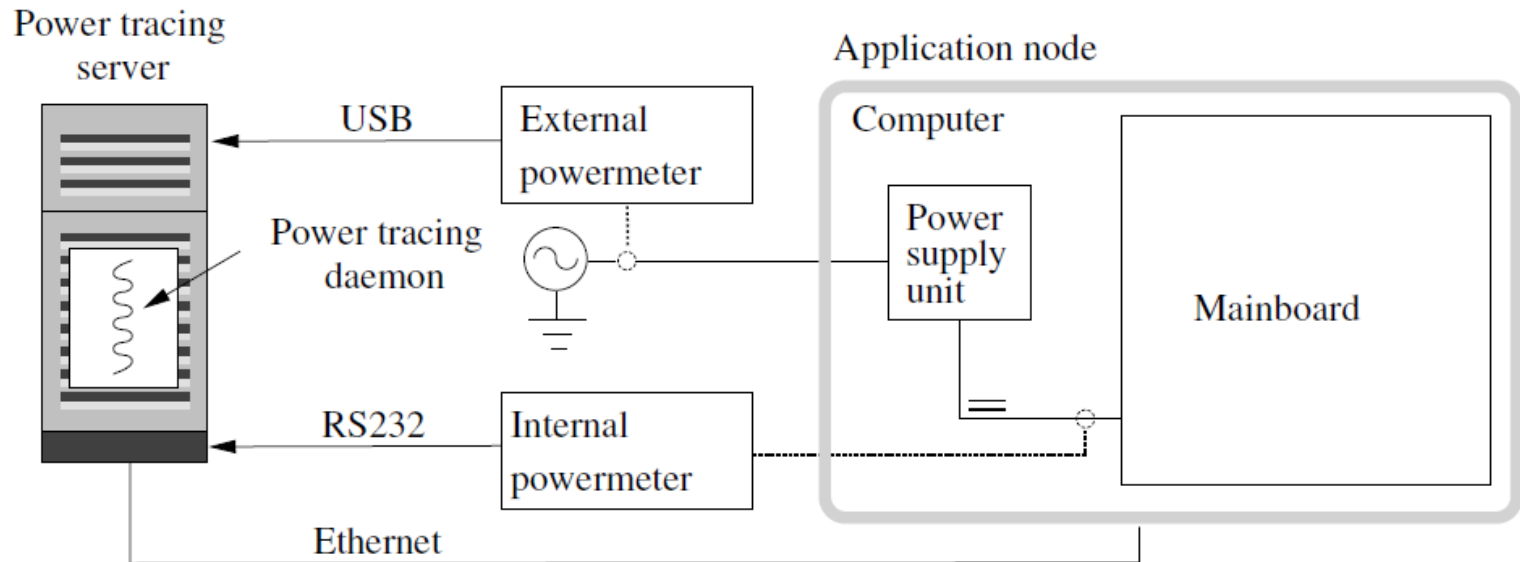 Power tracing
server
Application node
USB
External
powermeter
Computer
Power
supply
unit
Mainboard
Power tracing
daemon
RS232
Internal
powermeter
Ethernet